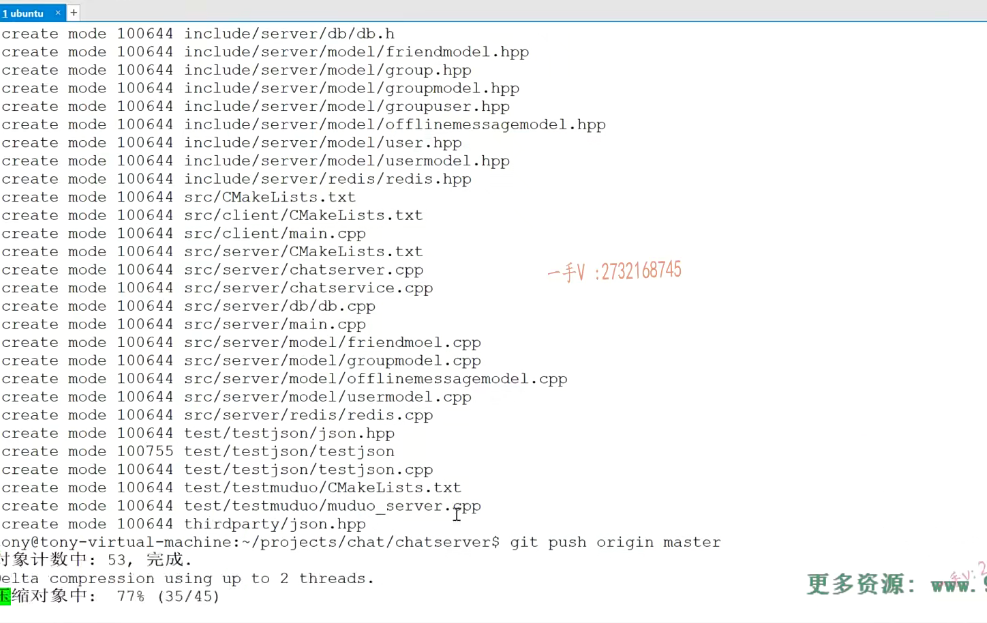 1 ubuntu × +
create mode 100644 include/server/db/db.h
create mode 100644 include/server/model/friendmodel.hpp
create mode 100644 include/server/model/group.hpp
create mode 100644 include/server/model/groupmodel.hpp
create mode 100644 include/server/model/groupuser.hpp
create mode 100644 include/server/model/offlinemessagemodel.hpp
create mode 100644 include/server/model/user.hpp
create mode 100644 include/server/model/usermodel.hpp
create mode 100644 include/server/redis/redis.hpp
create mode 100644 src/CMakeLists.txt
create mode 100644 src/client/CMakeLists.txt
create mode 100644 src/client/main.cpp
create mode 100644 src/server/CMakeLists.txt
create mode 100644 src/server/chatserver.cpp
一手V :2732168745
create mode 100644 src/server/chatservice.cpp
create mode 100644 src/server/db/db.cpp
create mode 100644 src/server/main.cpp
create mode 100644 src/server/model/friendmoel.cpp
create mode 100644 src/server/model/groupmodel.cpp
create mode 100644 src/server/model/offlinemessagemodel.cpp
create mode 100644 src/server/model/usermodel.cpp
create mode 100644 src/server/redis/redis.cpp
create mode 100644 test/testjson/json.hpp
create mode 100755 test/testjson/testjson
create mode 100644 test/testjson/testjson.cpp
create mode 100644 test/testmuduo/CMakeLists.txt
create mode 100644 test/testmuduo/muduo_server.cpp
create mode 100644 thirdparty/json.hpp
tony@tony-virtual-machine:~/projects/chat/chatserver$ git push origin master
对象计数中: 53, 完成.
Delta compression using up to 2 threads.
压缩对象中: 77% (35/45)
更多资源: www.9